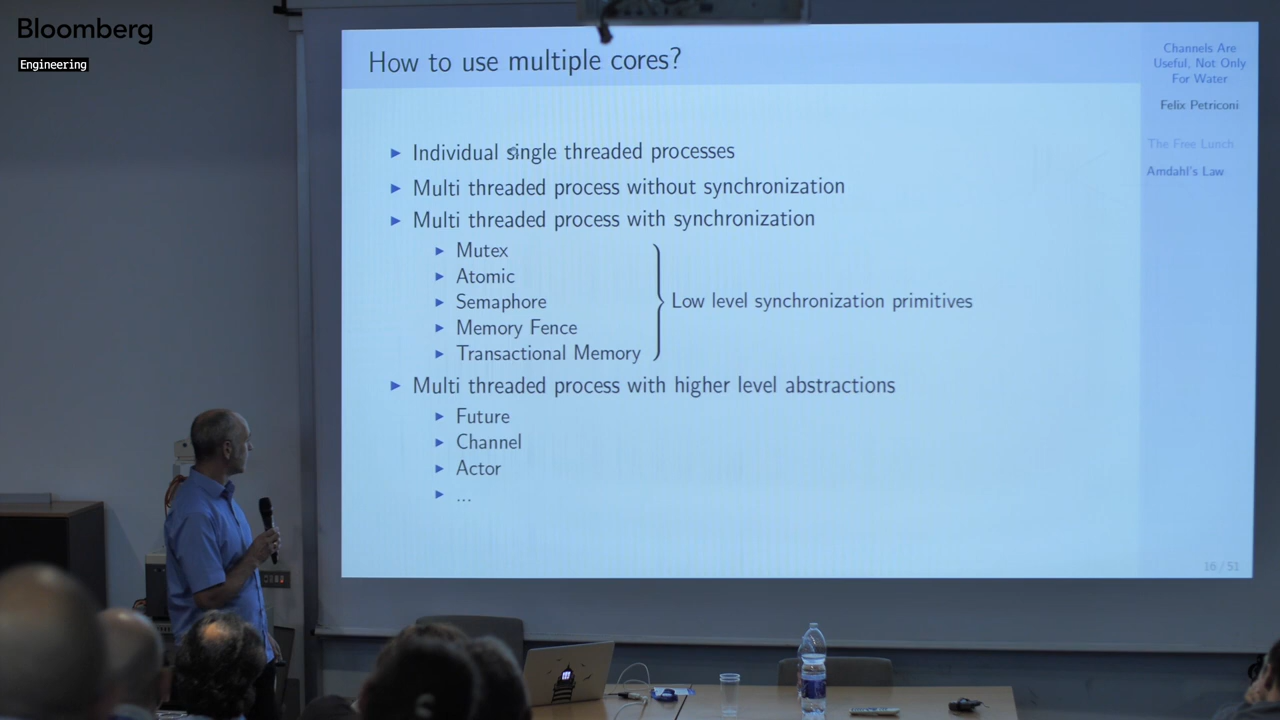 Bloomberg
Engineering
How to use multiple cores?
Individual single threaded processes
Multi threaded process without synchronization
Multi threaded process with synchronization
Mutex
Atomic
Semaphore
Memory Fence
Transactional Memory
Low level synchronization primitives
Multi threaded process with higher level abstractions
Future
Channel
Actor
...
Channels Are
Useful, Not Only
For Water
Felix Petriconi
The Free Lunch
Amdahl's Law
16 / 51